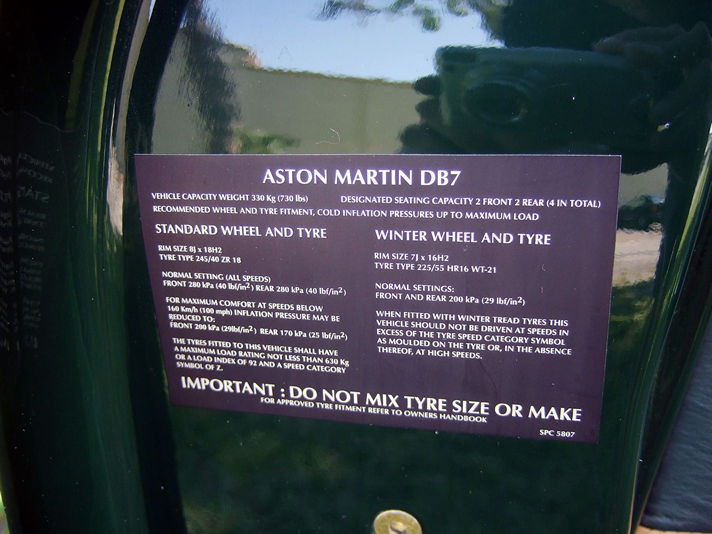 ASTON MARTIN DB7
VEHICLE CAPACITY WEIGHT 330 Kg (730 lbs) DESIGNATED SEATING CAPACITY 2 FRONT 2 REAR (4 IN TOTAL)
RECOMMENDED WHEEL AND TYRE FITMENT, COLD INFLATION PRESSURES UP TO MAXIMUM LOAD
STANDARD WHEEL AND TYRE
RIM SIZE 8J x 18H2
TYRE TYPE 245/40 ZR 18
NORMAL SETTING (ALL SPEEDS)
FRONT 280 kPa (40 lbf/in²) REAR 280 kPa (40 lbf/in²)
FOR MAXIMUM COMFORT AT SPEEDS BELOW
160 Km/h (100 mph) INFLATION PRESSURE MAY BE
REDUCED TO:
FRONT 200 kPa (29lbf/in²) REAR 170 kPa (25 lbf/in²)
THE TYRES FITTED TO THIS VEHICLE SHALL HAVE
A MAXIMUM LOAD RATING NOT LESS THAN 630 Kg
OR A LOAD INDEX OF 92 AND A SPEED CATEGORY
SYMBOL OF Z.
WINTER WHEEL AND TYRE
RIM SIZE 7J x 16H2
TYRE TYPE 225/55 HR16 WT-21
NORMAL SETTINGS:
FRONT AND REAR 200 kPa (29 lbf/in²)
WHEN FITTED WITH WINTER TREAD TYRES THIS
VEHICLE SHOULD NOT BE DRIVEN AT SPEEDS IN
EXCESS OF THE TYRE SPEED CATEGORY SYMBOL
AS MOULDED ON THE TYRE OR, IN THE ABSENCE
THEREOF, AT HIGH SPEEDS.
IMPORTANT : DO NOT MIX TYRE SIZE OR MAKE
FOR APPROVED TYRE FITMENT REFER TO OWNERS HANDBOOK
SPC 5807